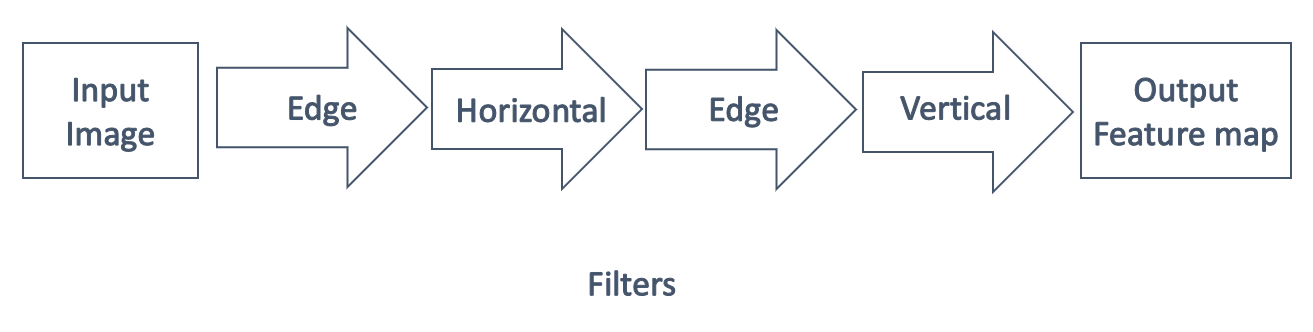 Input
Image
Edge
Horizontal
Edge
Vertical
Output
Feature map
Filters